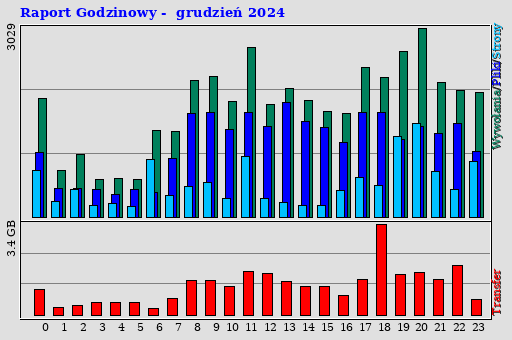 Raport Godzinowy - grudzień 2024
3029
Wywołania/Pliki/Strony
3.4 GB
Transfer
0 1 2 3 4 5 6 7 8 9 10 11 12 13 14 15 16 17 18 19 20 21 22 23